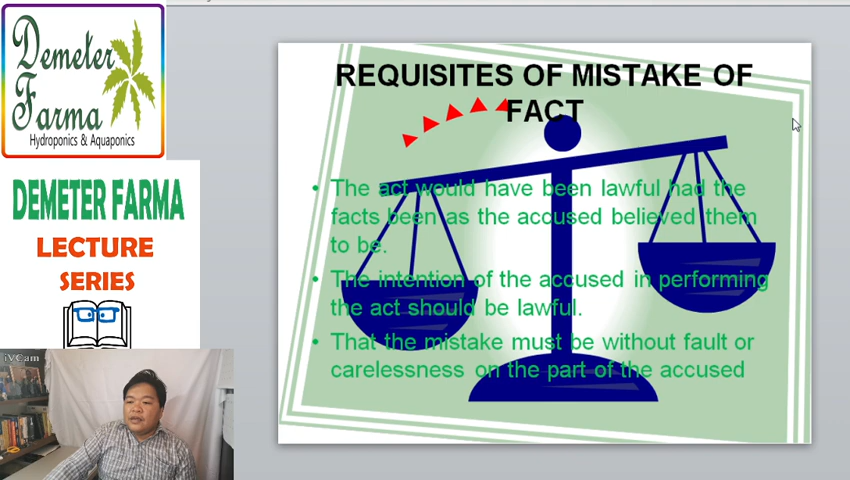 Demeter
Farma
Hydroponics & Aquaponics
DEMETER FARMA
LECTURE
SERIES
iVCam
REQUISITES OF MISTAKE OF
FACT
• The act would have been lawful had the
facts been as the accused believed them
to be.
• The intention of the accused in performing
the act should be lawful.
• That the mistake must be without fault or
carelessness on the part of the accused